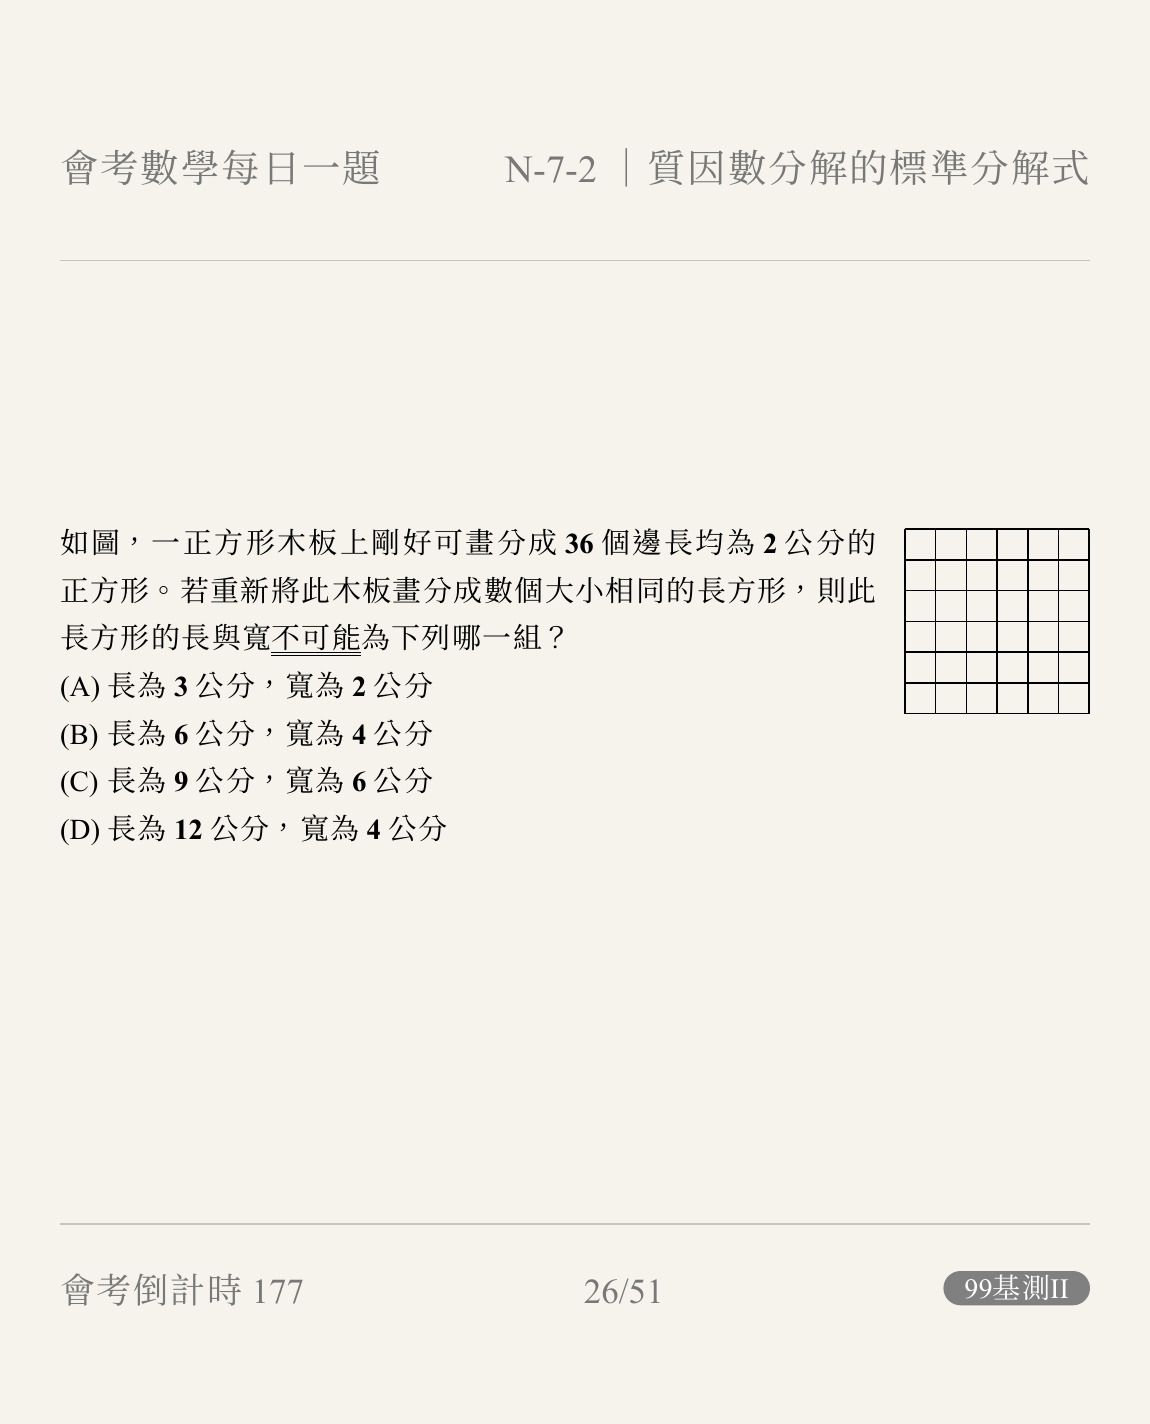 會考數學每日一題
N-7-2 │質因數分解的標準分解式
如圖，一正方形木板上剛好可畫分成 36 個邊長均為 2 公分的
正方形。若重新將此木板畫分成數個大小相同的長方形，則此
長方形的長與寬不可能為下列哪一組？
(A) 長為 3 公分，寬為 2 公分
(B) 長為 6 公分，寬為 4 公分
(C) 長為 9 公分，寬為 6 公分
(D) 長為 12 公分，寬為 4 公分
會考倒計時 177
26/51
99基測II